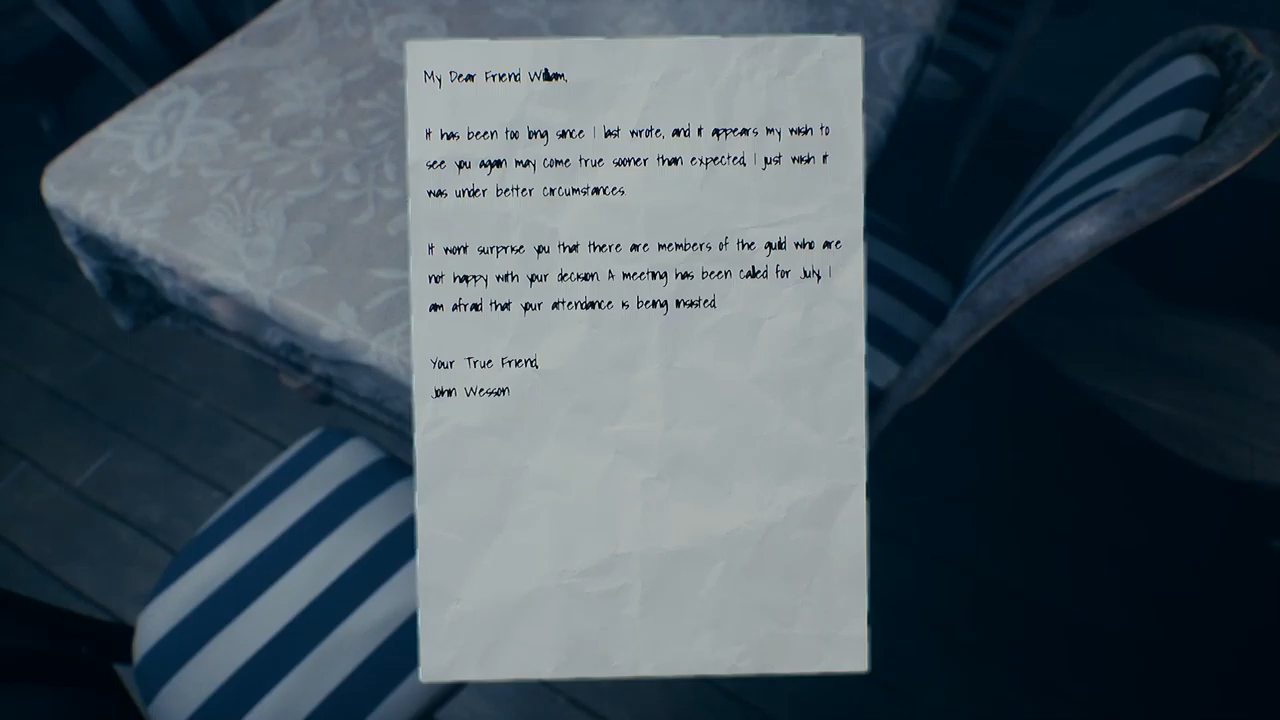 My Dear Friend William,
It has been too long since I last wrote, and it appears my wish to
see you again may come true sooner than expected, I just wish it
was under better circumstances.
It wont surprise you that there are members of the guild who are
not happy with your decision. A meeting has been called for July, I
am afraid that your attendance is being insisted.
Your True Friend,
John Wesson